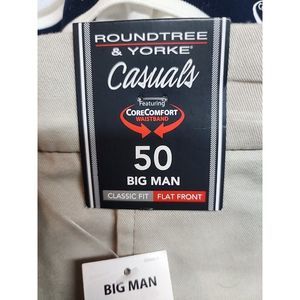 ROUNDTREE
& YORKE
Casuals
Featuring
CORECOMFORT
WAISTBAND
50
BIG MAN
CLASSIC FIT FLAT FRONT
BIG MAN